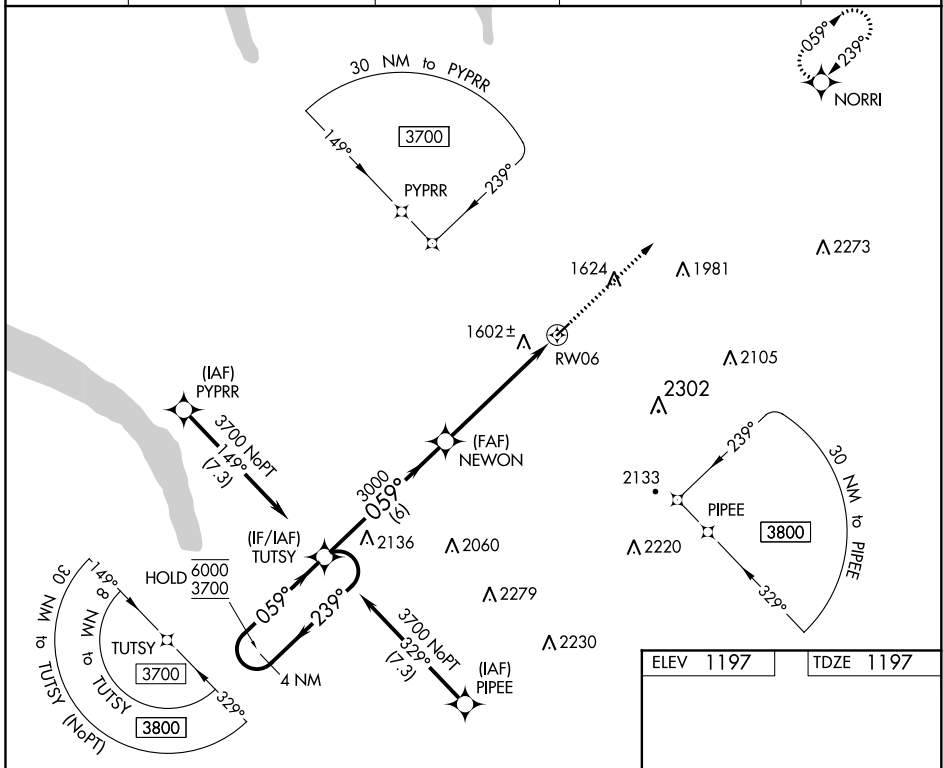 059°
239°
NORRI
30 NM to PYPRR
3700
149°
239°
PYPRR
2273
1624
1981
1602±
RW06
2105
(IAF)
PYPRR
2302
3700 NoPT
149°
(7.3)
(FAF)
NEWON
239°
30 NM to PIPEE
2133
3000
059°
(6)
PIPEE
3800
(IF/IAF)
TUTSY
2136
2060
2220
HOLD
6000
3700
329°
30 NM to TUTSY (NoPT)
149°
8 NM to TUTSY
059°
239°
2279
TUTSY
3700
3700 NoPT
329°
(7.3)
2230
4 NM
(IAF)
PIPEE
329°
3800
ELEV 1197
TDZE 1197